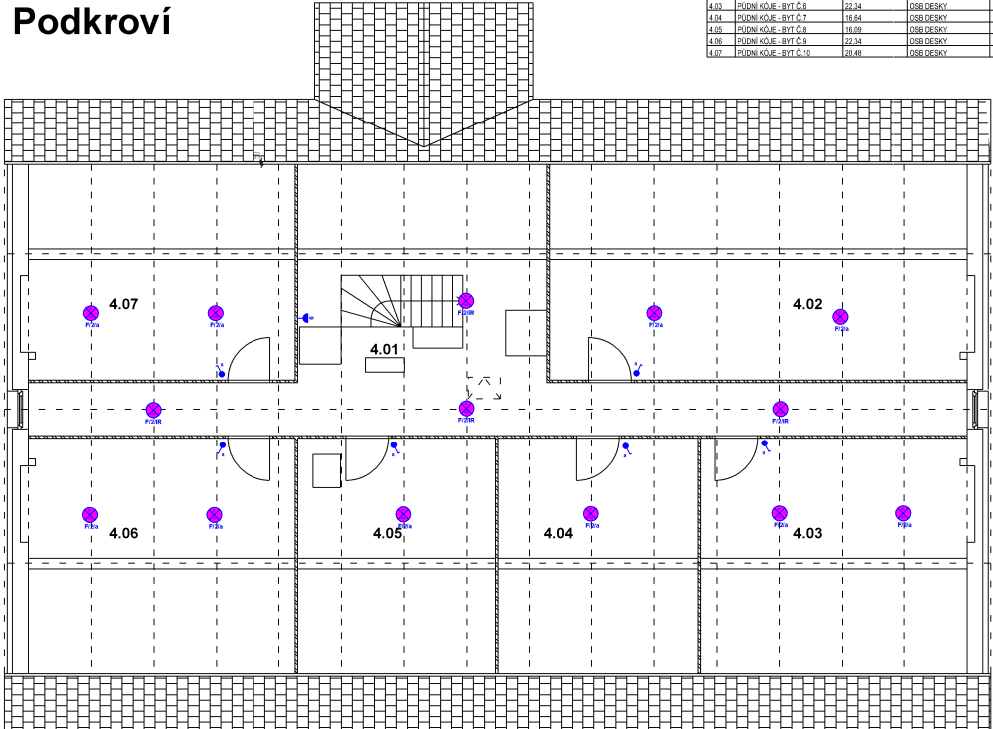 Podkroví
4.03 PŮDNÍ KÓJE - BYT Č.6 22,34 OSB DESKY
4.04 PŮDNÍ KÓJE - BYT Č.7 16,64 OSB DESKY
4.05 PŮDNÍ KÓJE - BYT Č.8 16,09 OSB DESKY
4.06 PŮDNÍ KÓJE - BYT Č.9 22,34 OSB DESKY
4.07 PŮDNÍ KÓJE - BYT Č.10 20,48 OSB DESKY
4.07
4.02
F/2/a
F/2/a
F/2/IR
F/2/a
F/2/a
4.01
a
a
F/2/IR
F/2/IR
F/2/IR
a
a
a
a
F/2/a
F/2/a
F/2/a
F/2/a
F/2/a
F/2/a
4.06
4.05
4.04
4.03